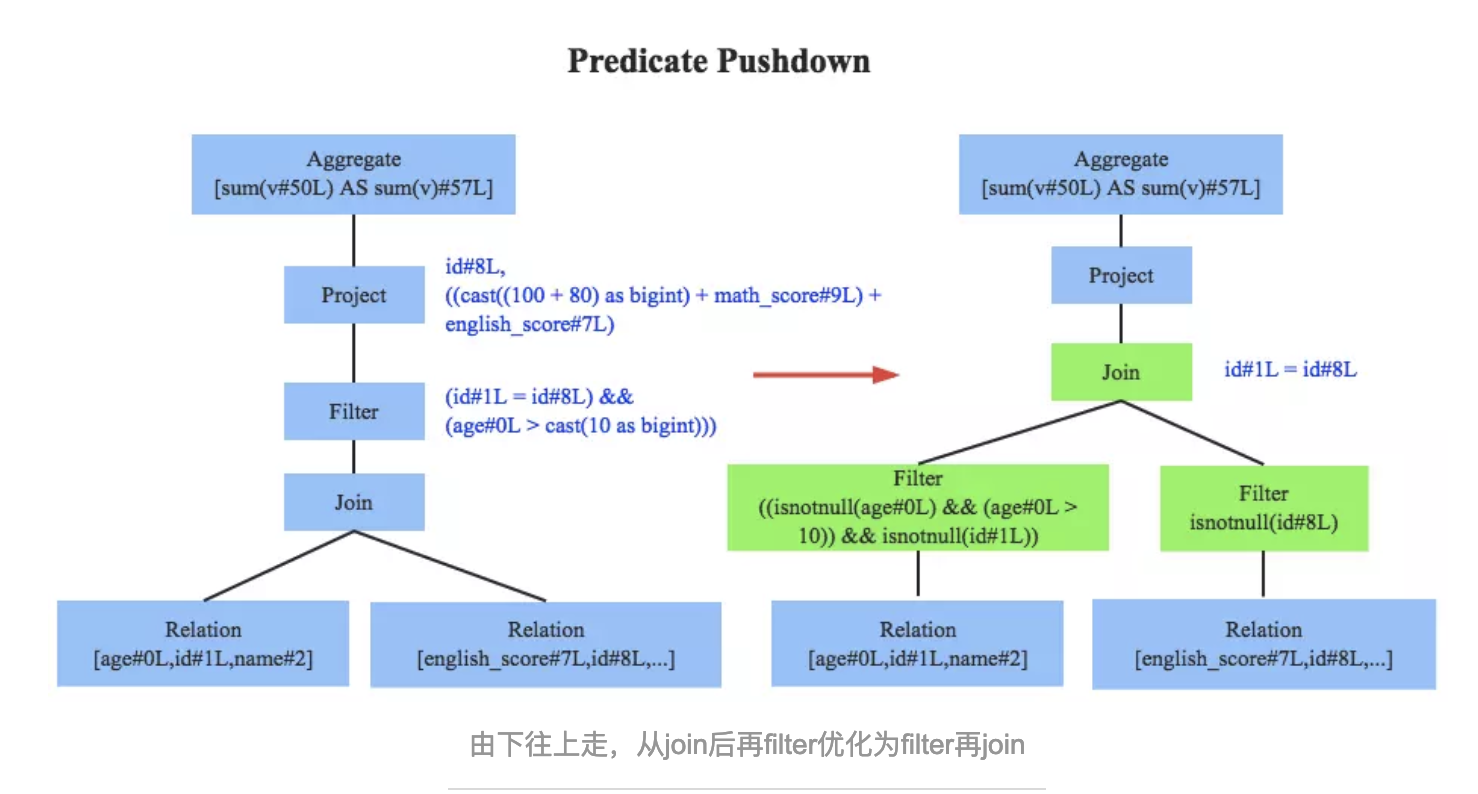 Predicate Pushdown
Aggregate
[sum(v#50L) AS sum(v)#57L]
Project
id#8L,
((cast((100 + 80) as bigint) + math_score#9L) +
english_score#7L)
Filter
(id#1L = id#8L) &&
(age#0L > cast(10 as bigint)))
Join
Relation
[age#0L,id#1L,name#2]
Relation
[english_score#7L,id#8L,...]
Aggregate
[sum(v#50L) AS sum(v)#57L]
Project
Join
id#1L = id#8L
Filter
((isnotnull(age#0L) && (age#0L >
10)) && isnotnull(id#1L))
Filter
isnotnull(id#8L)
Relation
[age#0L,id#1L,name#2]
Relation
[english_score#7L,id#8L,...]
由下往上走，从join后再filter优化为filter再join